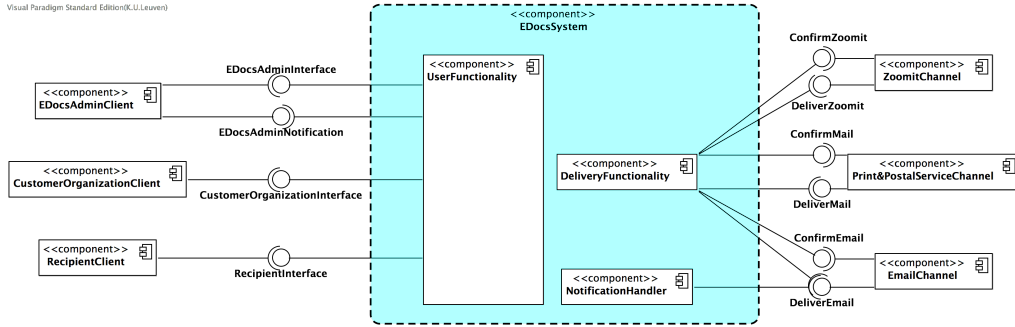 Visual Paradigm Standard Edition(K.U.Leuven)
<<component>>
EDocsSystem
<<component>>
EDocsAdminClient
EDocsAdminInterface
EDocsAdminNotification
<<component>>
CustomerOrganizationClient
CustomerOrganizationInterface
<<component>>
RecipientClient
RecipientInterface
<<component>>
UserFunctionality
<<component>>
DeliveryFunctionality
<<component>>
NotificationHandler
ConfirmZoomit
<<component>>
ZoomitChannel
DeliverZoomit
ConfirmMail
<<component>>
Print&PostalServiceChannel
DeliverMail
ConfirmEmail
<<component>>
EmailChannel
DeliverEmail